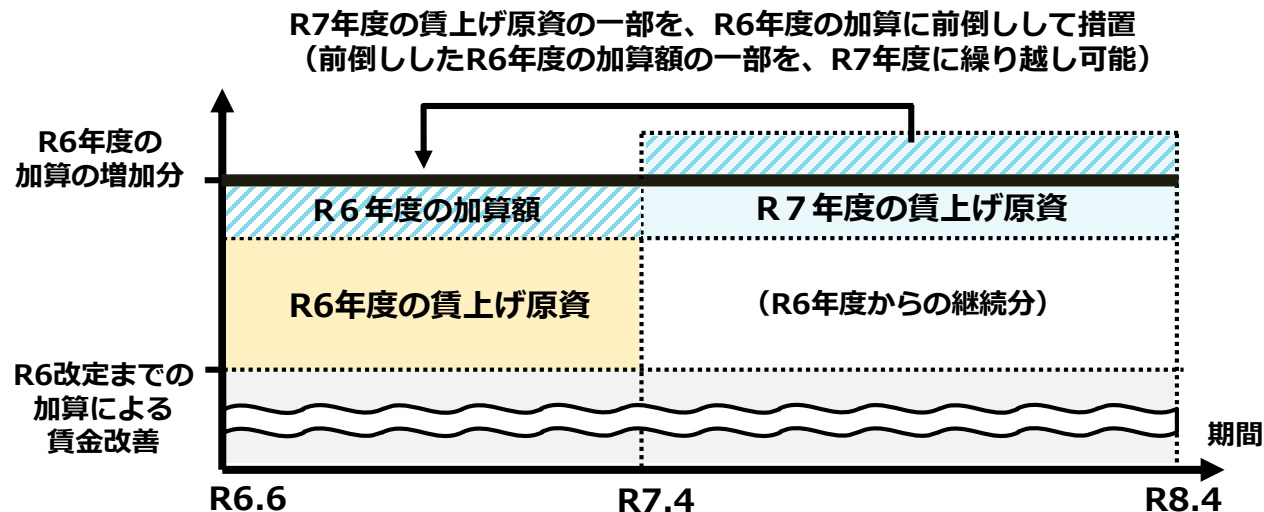 R7年度の賃上げ原資の一部を、R6年度の加算に前倒しして措置
（前倒ししたR6年度の加算額の一部を、R7年度に繰り越し可能）
R6年度の
加算の増加分
R６年度の加算額
R７年度の賃上げ原資
R6年度の賃上げ原資
（R6年度からの継続分）
R6改定までの
加算による
賃金改善
期間
R6.6
R7.4
R8.4